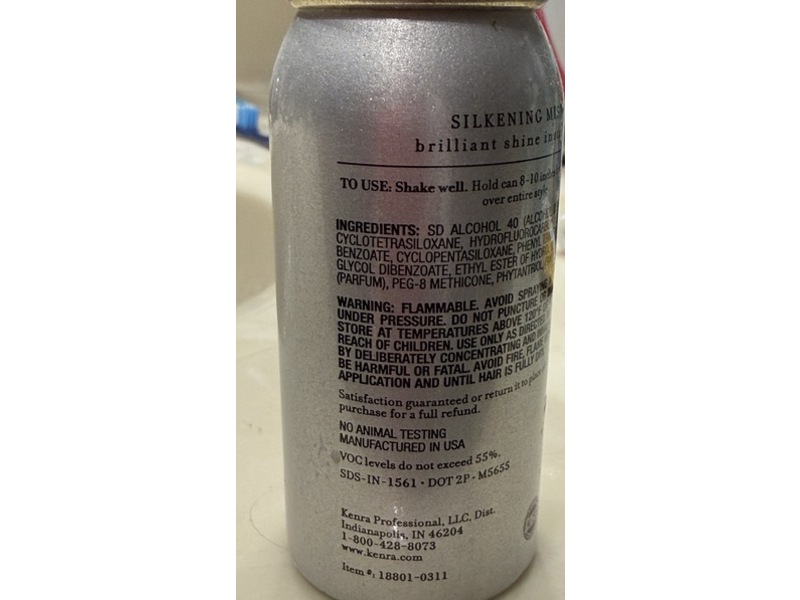 SILKENING
brilliant shine
TO USE: Shake well. Hold can 8-10 inches
over entire style
INGREDIENTS: SD ALCOHOL 40
CYCLOTETRASILOXANE,
BENZOATE, CYCLOPENTASILOXANE, PHENYL
GLYCOL DIBENZOATE, ETHYL ESTER OF
(PARFUM), PEG-8 METHICONE, PHYTANTRIOL,
WARNING: FLAMMABLE. AVOID SPRAYING
UNDER PRESSURE. DO NOT PUNCTURE OR
STORE AT TEMPERATURES ABOVE 120°F
REACH OF CHILDREN. USE ONLY AS DIRECTED
BY DELIBERATELY CONCENTRATING AND
BE HARMFUL OR FATAL. AVOID FIRE, FLAME
APPLICATION AND UNTIL HAIR IS FULLY DRY.
Satisfaction guaranteed or return it to place
purchase for a full refund.
NO ANIMAL TESTING
MANUFACTURED IN USA
VOC levels do not exceed 55%.
SDS-IN-1561 • DOT 2P - M5655
Kenra Professional, LLC, Dist.
Indianapolis, IN 46204
1-800-428-8073
www.kenra.com
Item #: 18801-0311